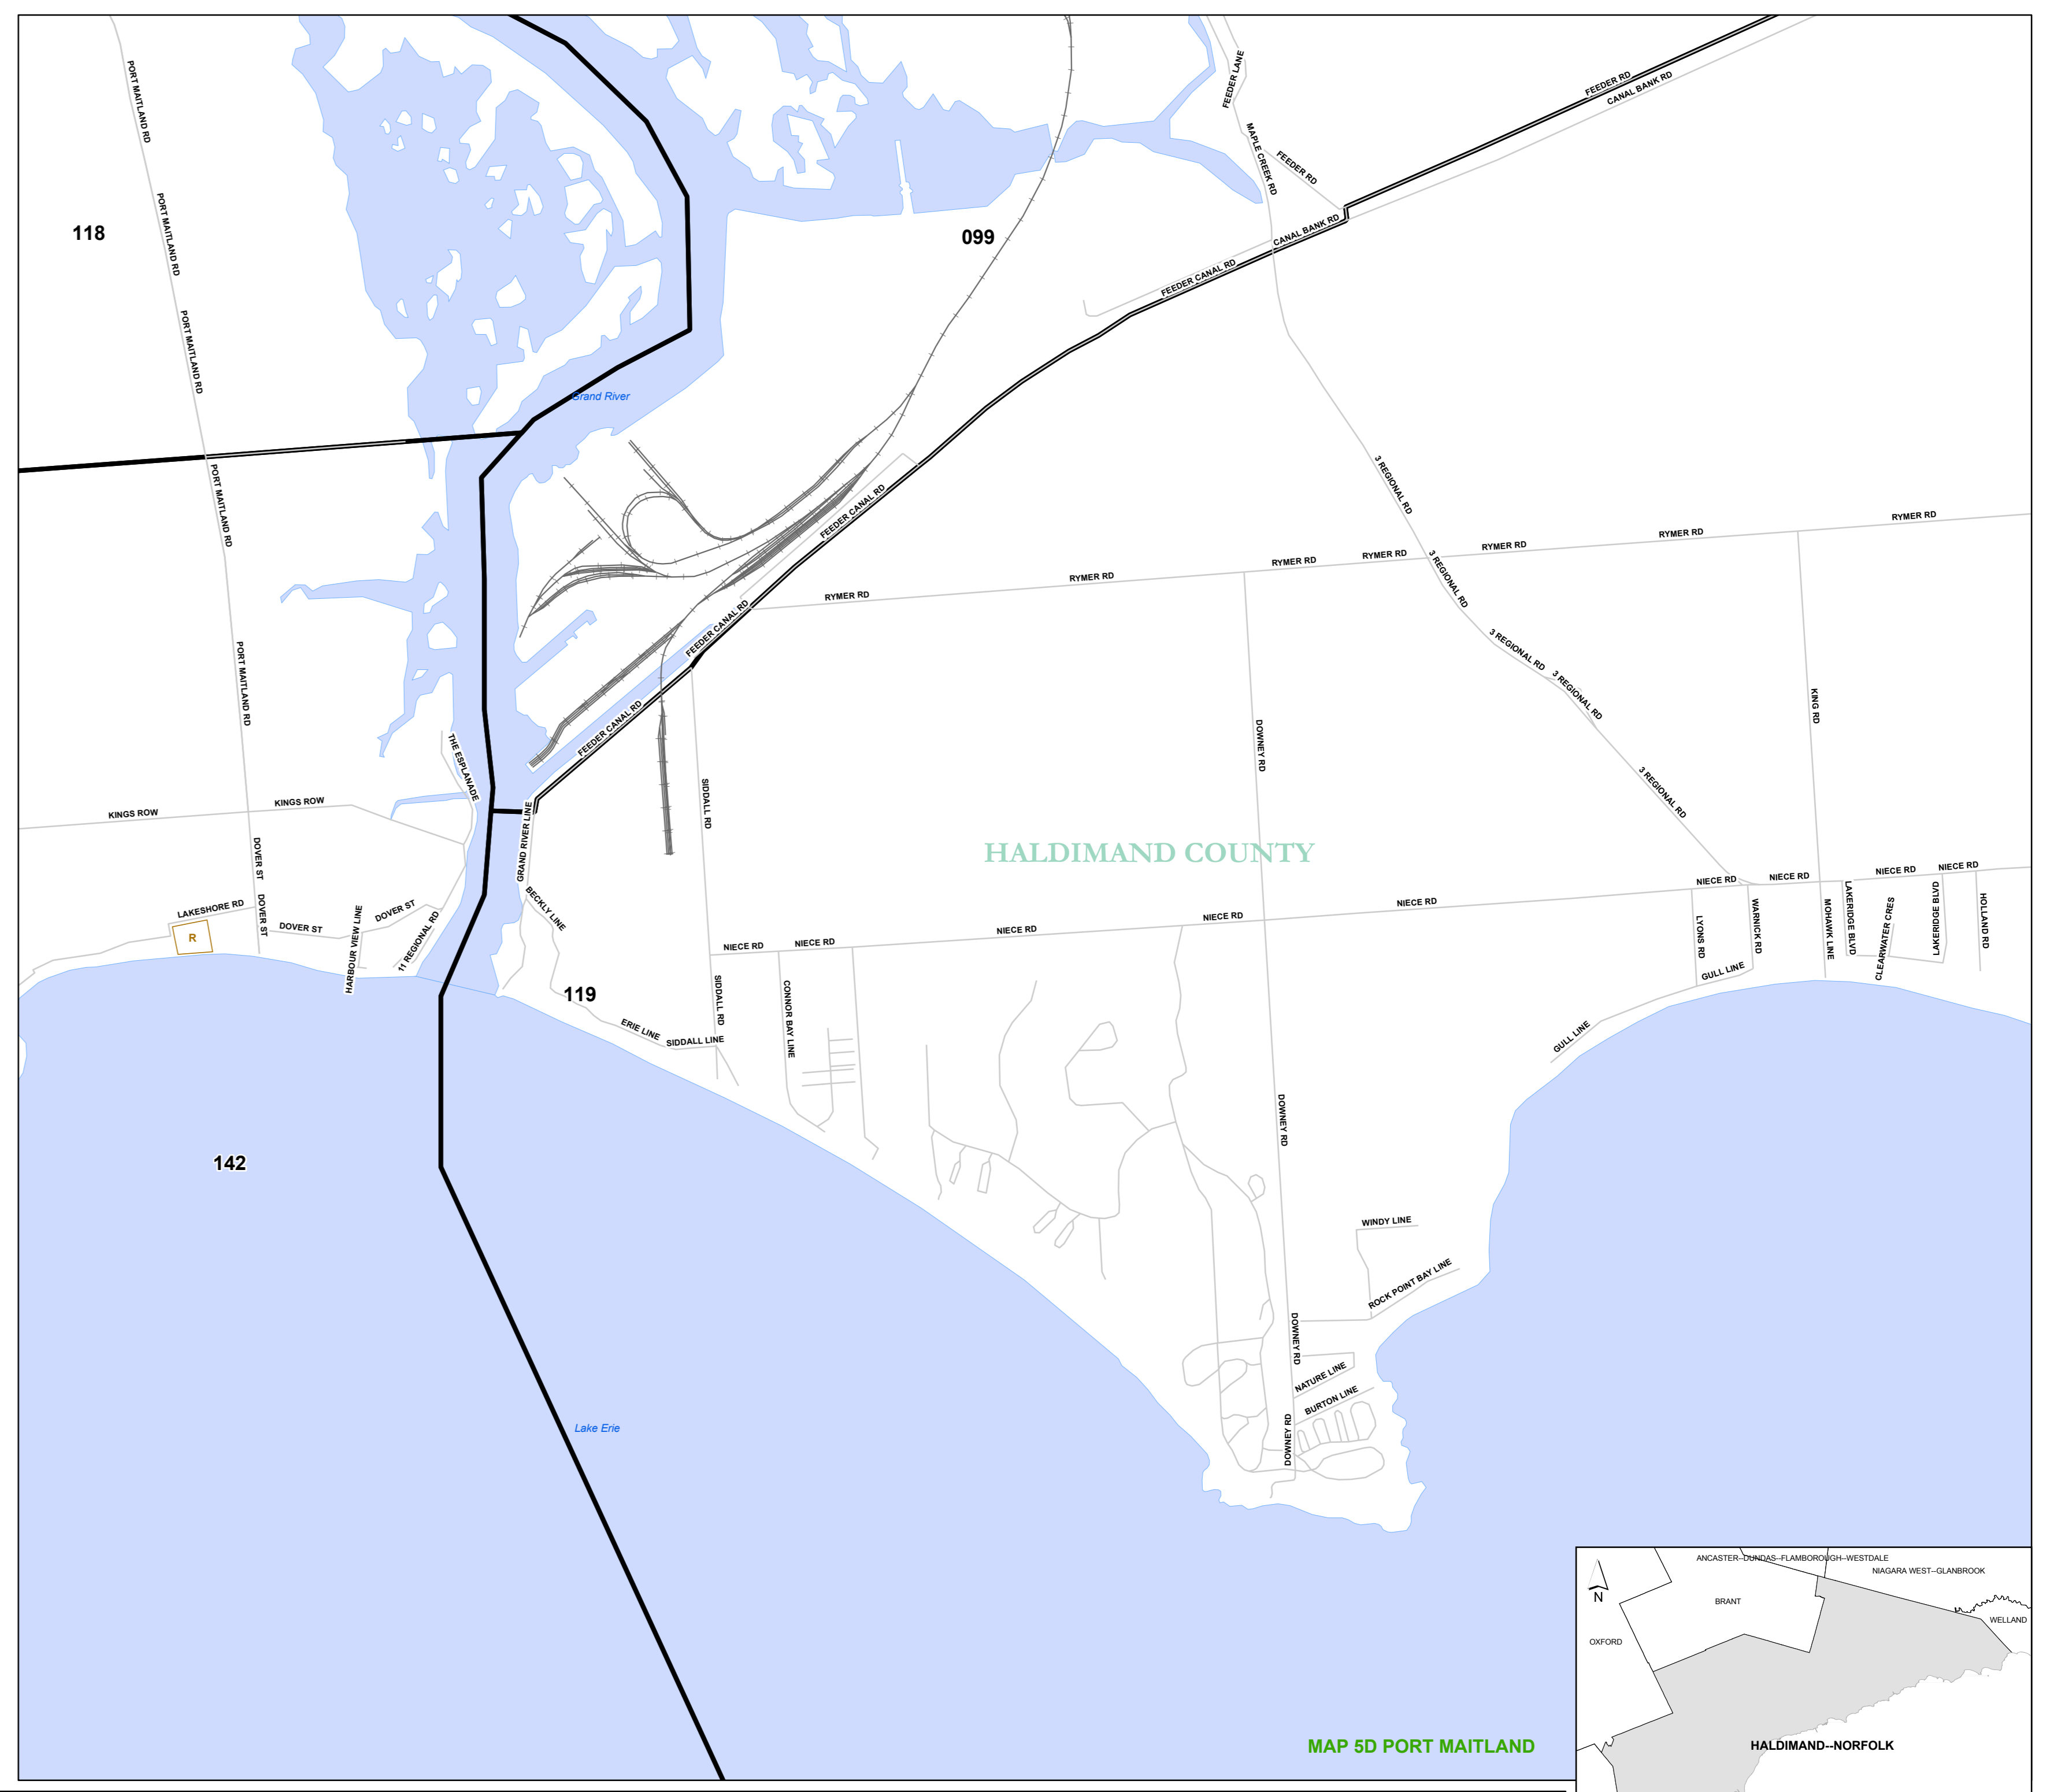 FEEDER LANE
FEEDER RD
CANAL BANK RD
PORT MAITLAND RD
MAPLE CREEK RD
FEEDER RD
PORT MAITLAND RD
118
099
CANAL BANK RD
FEEDER CANAL RD
PORT MAITLAND RD
Grand River
3 REGIONAL RD
PORT MAITLAND RD
FEEDER CANAL RD
RYMER RD
RYMER RD
RYMER RD
RYMER RD
RYMER RD
RYMER RD
RYMER RD
3 REGIONAL RD
FEEDER CANAL RD
3 REGIONAL RD
3 REGIONAL RD
PORT MAITLAND RD
FEEDER CANAL RD
KING RD
DOWNEY RD
THE ESPLANADE
SIDDALL RD
3 REGIONAL RD
KINGS ROW
KINGS ROW
GRAND RIVER LINE
HALDIMAND COUNTY
DOVER ST
NIECE RD
NIECE RD
NIECE RD
NIECE RD
LAKESHORE RD
DOVER ST
DOVER ST
DOVER ST
HARBOUR VIEW LINE
11 REGIONAL RD
BECKLY LINE
NIECE RD
NIECE RD
NIECE RD
NIECE RD
NIECE RD
LYONS RD
WARNICK RD
MOHAWK LINE
LAKERIDGE BLVD
CLEARWATER CRES
LAKERIDGE BLVD
HOLLAND RD
R
GULL LINE
119
SIDDALL RD
CONNOR BAY LINE
ERIE LINE
SIDDALL LINE
GULL LINE
DOWNEY RD
142
WINDY LINE
ROCK POINT BAY LINE
DOWNEY RD
NATURE LINE
BURTON LINE
DOWNEY RD
Lake Erie
MAP 5D PORT MAITLAND
ANCASTER--DUNDAS--FLAMBOROUGH--WESTDALE
NIAGARA WEST--GLANBROOK
N
BRANT
WELLAND
OXFORD
HALDIMAND--NORFOLK